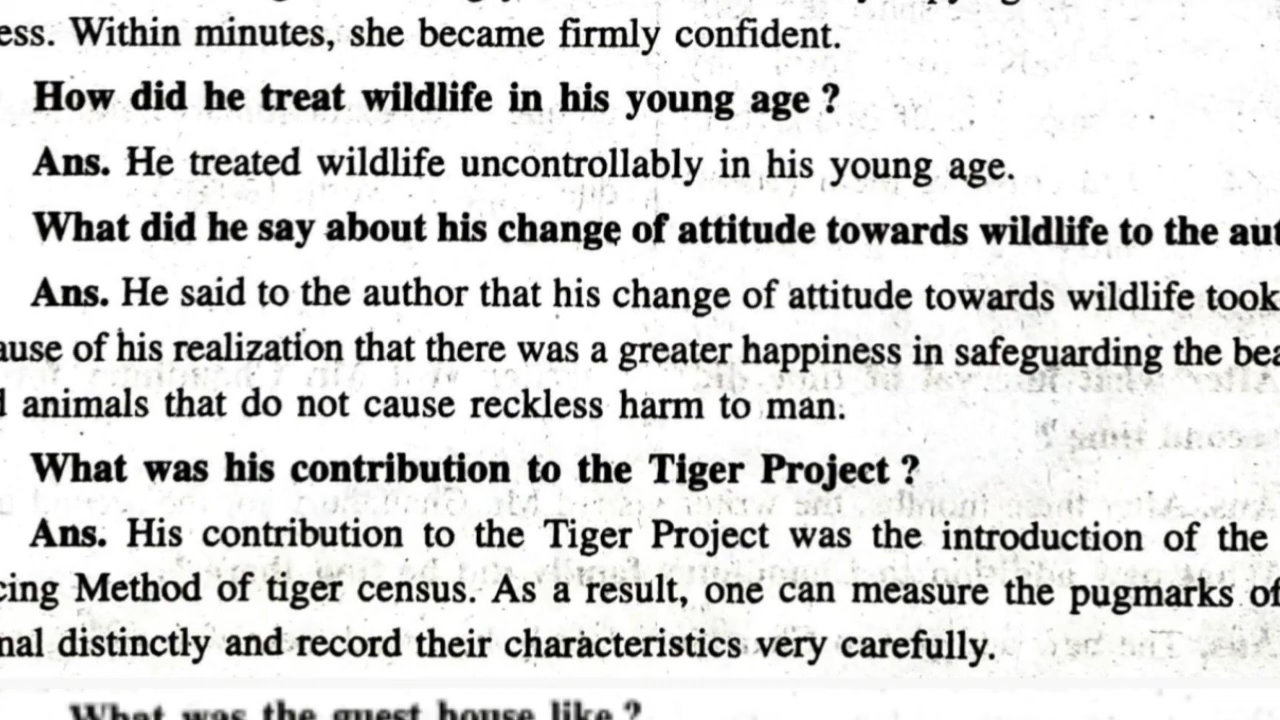 ess. Within minutes, she became firmly confident.
How did he treat wildlife in his young age ?
Ans. He treated wildlife uncontrollably in his young age.
What did he say about his change of attitude towards wildlife to the aut
Ans. He said to the author that his change of attitude towards wildlife took
ause of his realization that there was a greater happiness in safeguarding the bea
animals that do not cause reckless harm to man.
What was his contribution to the Tiger Project ?
Ans. His contribution to the Tiger Project was the introduction of the
cing Method of tiger census. As a result, one can measure the pugmarks of
nal distinctly and record their characteristics very carefully.
What was the guest house like ?